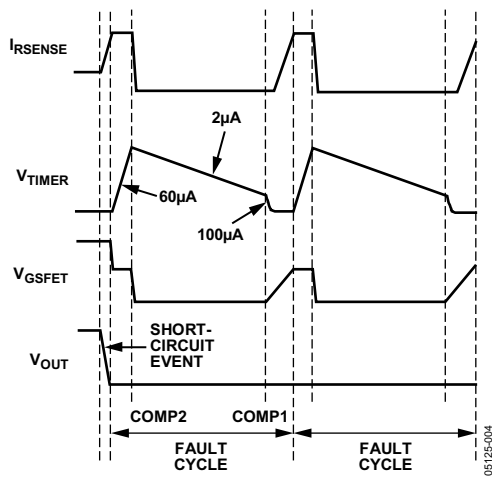 IRSENSE
2µA
VTIMER
60µA
100µA
VGSFET
SHORT-
CIRCUIT
EVENT
VOUT
COMP2
COMP1
FAULT
CYCLE
FAULT
CYCLE
05125-004